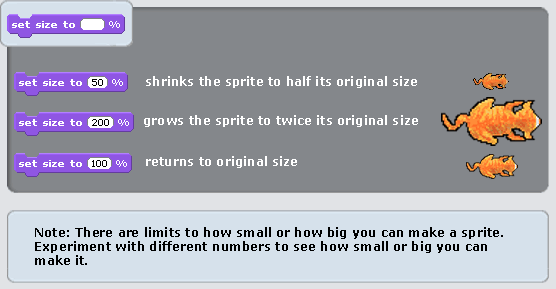 set size to %
set size to 50 % shrinks the sprite to half its original size
set size to 200 % grows the sprite to twice its original size
set size to 100 % returns to original size
Note: There are limits to how small or how big you can make a sprite.
Experiment with different numbers to see how small or big you can
make it.